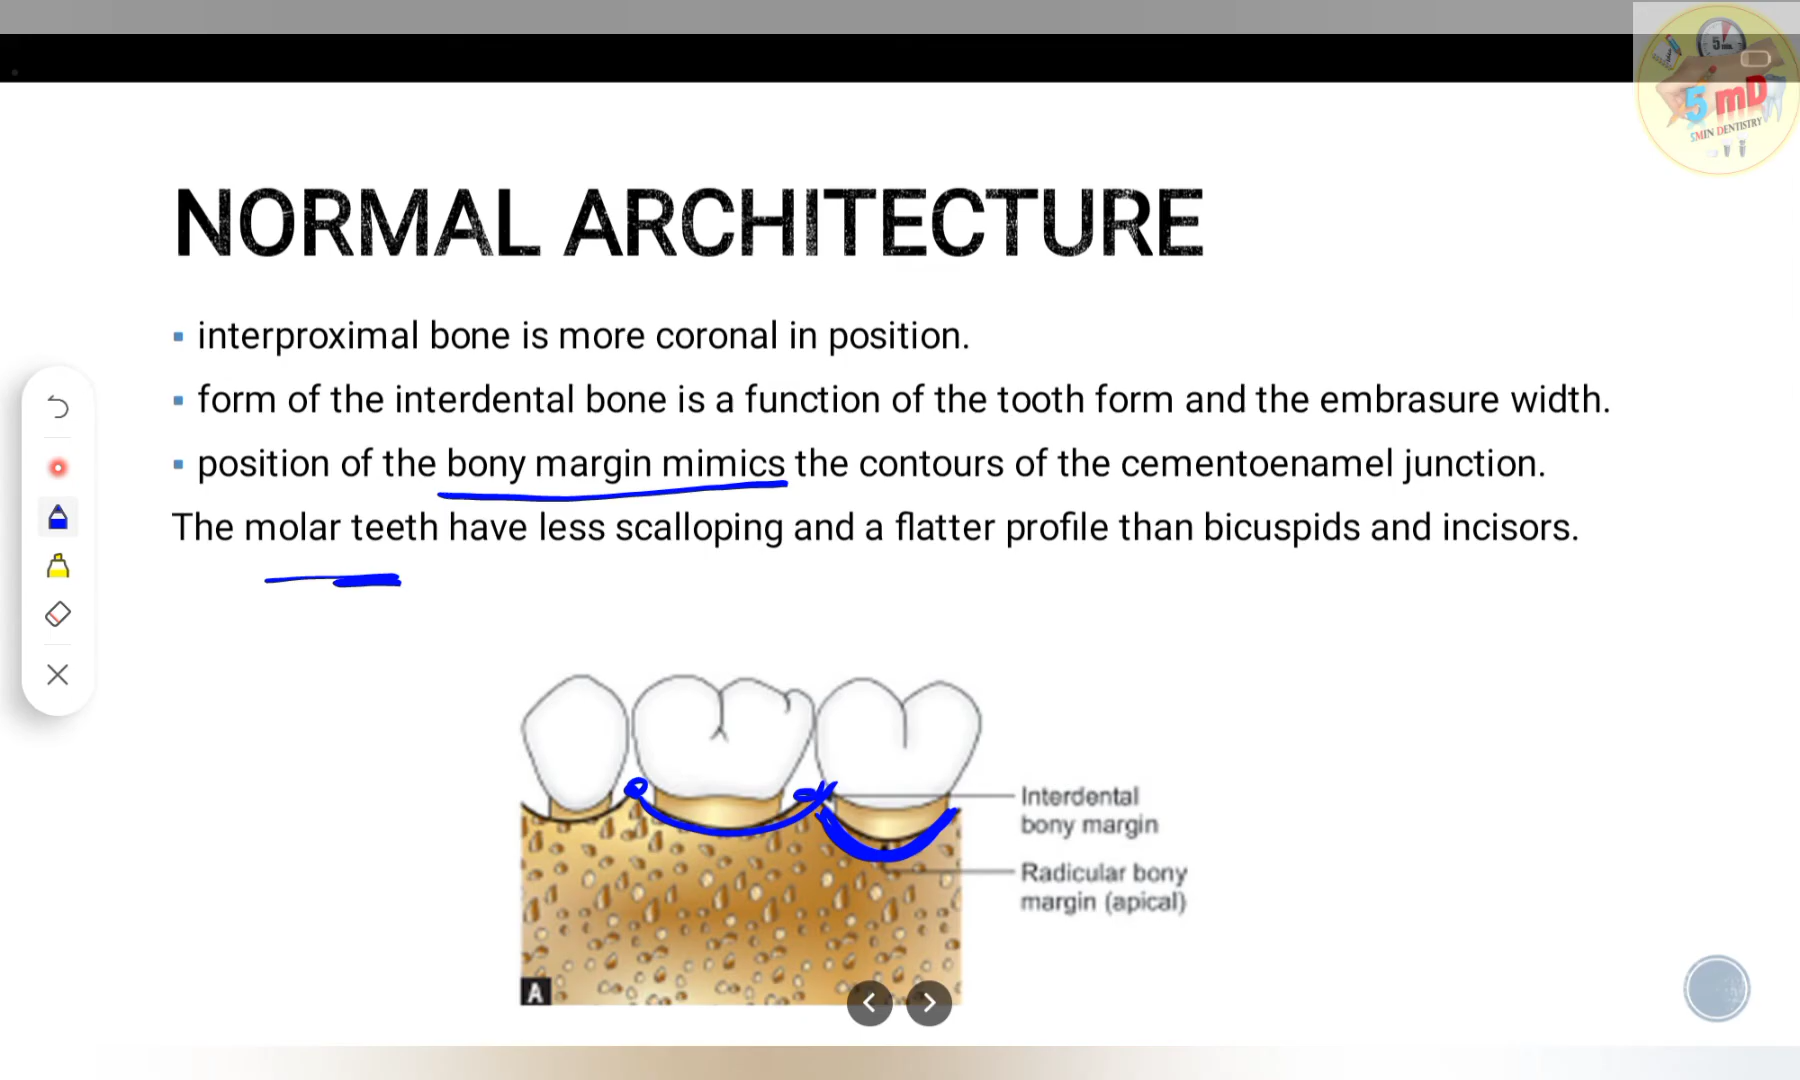 5 min.
5 mD
5MIN DENTISTRY
NORMAL ARCHITECTURE
▪ interproximal bone is more coronal in position.
▪ form of the interdental bone is a function of the tooth form and the embrasure width.
▪ position of the bony margin mimics the contours of the cementoenamel junction.
The molar teeth have less scalloping and a flatter profile than bicuspids and incisors.
Interdental
bony margin
Radicular bony
margin (apical)
A